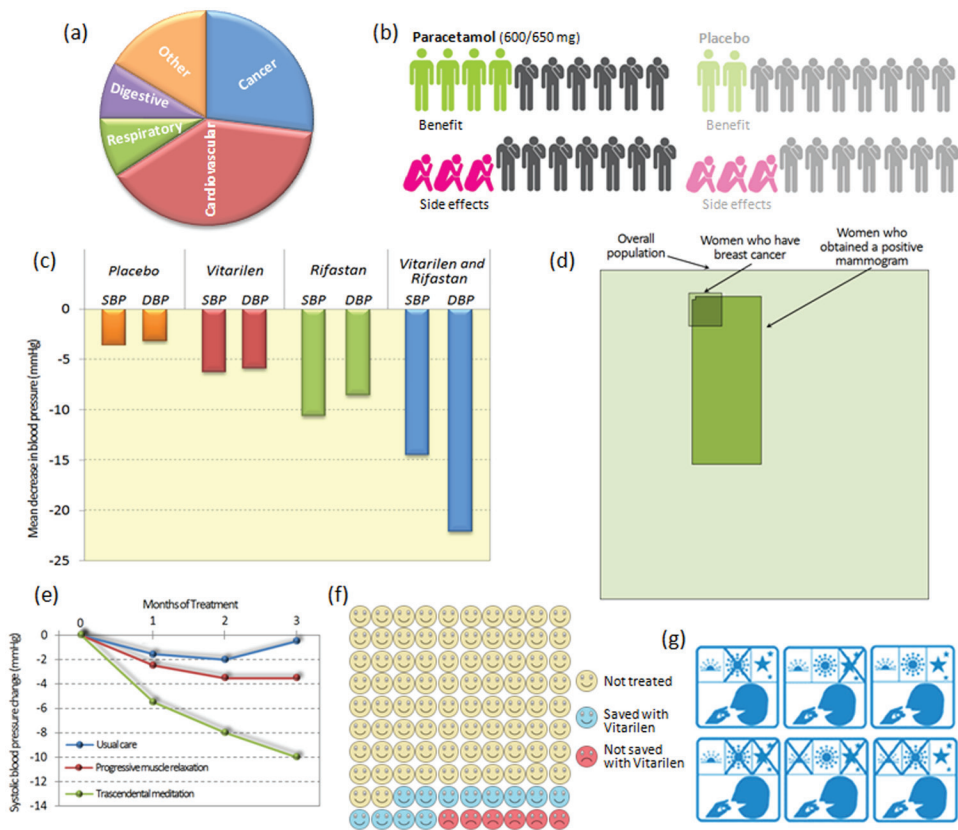 (a)
Other
Cancer
Digestive
Respiratory
Cardiovascular
(b)
Paracetamol (600/650 mg)
Placebo
Benefit
Benefit
Side effects
Side effects
(c)
Placebo
Vitarilen
Rifastan
Vitarilen and
Rifastan
SBP DBP SBP DBP SBP DBP SBP DBP
0
-5
-10
-15
-20
-25
Mean decrease in blood pressure (mmHg)
(d)
Overall
population
Women who have
breast cancer
Women who
obtained a positive
mammogram
(e)
Months of Treatment
0 1 2 3
0
-2
-4
-6
-8
-10
-12
-14
Systolic blood pressure change (mmHg)
Usual care
Progressive muscle relaxation
Trascendental meditation
(f)
Not treated
Saved with
Vitarilen
Not saved
with Vitarilen
(g)